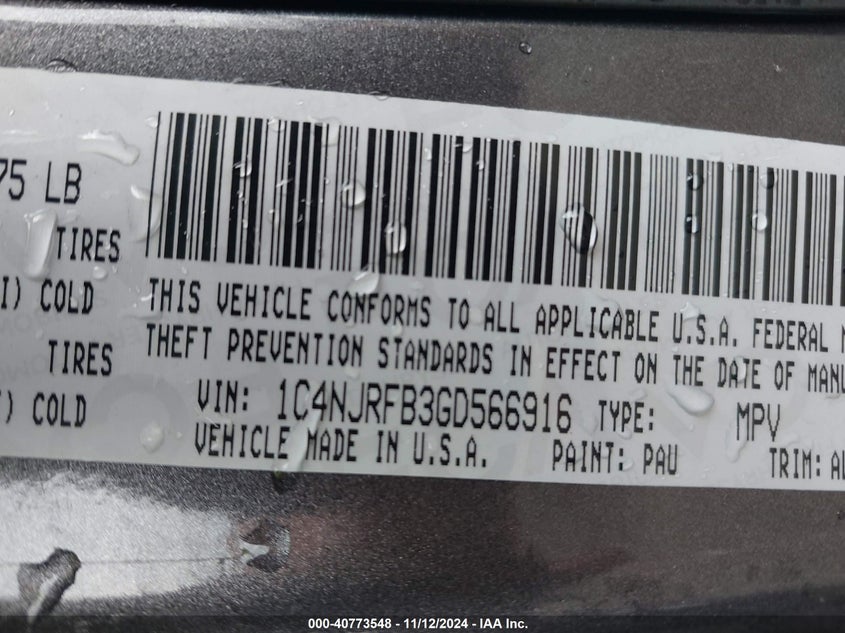 75 LB
TIRES
I) COLD
TIRES
) COLD
THIS VEHICLE CONFORMS TO ALL APPLICABLE U.S.A. FEDERAL
THEFT PREVENTION STANDARDS IN EFFECT ON THE DATE OF MANU
VIN: 1C4NJRFB3GD566916 TYPE: MPV
VEHICLE MADE IN U.S.A. PAINT: PAU TRIM:
000-40773548 - 11/12/2024 - IAA Inc.